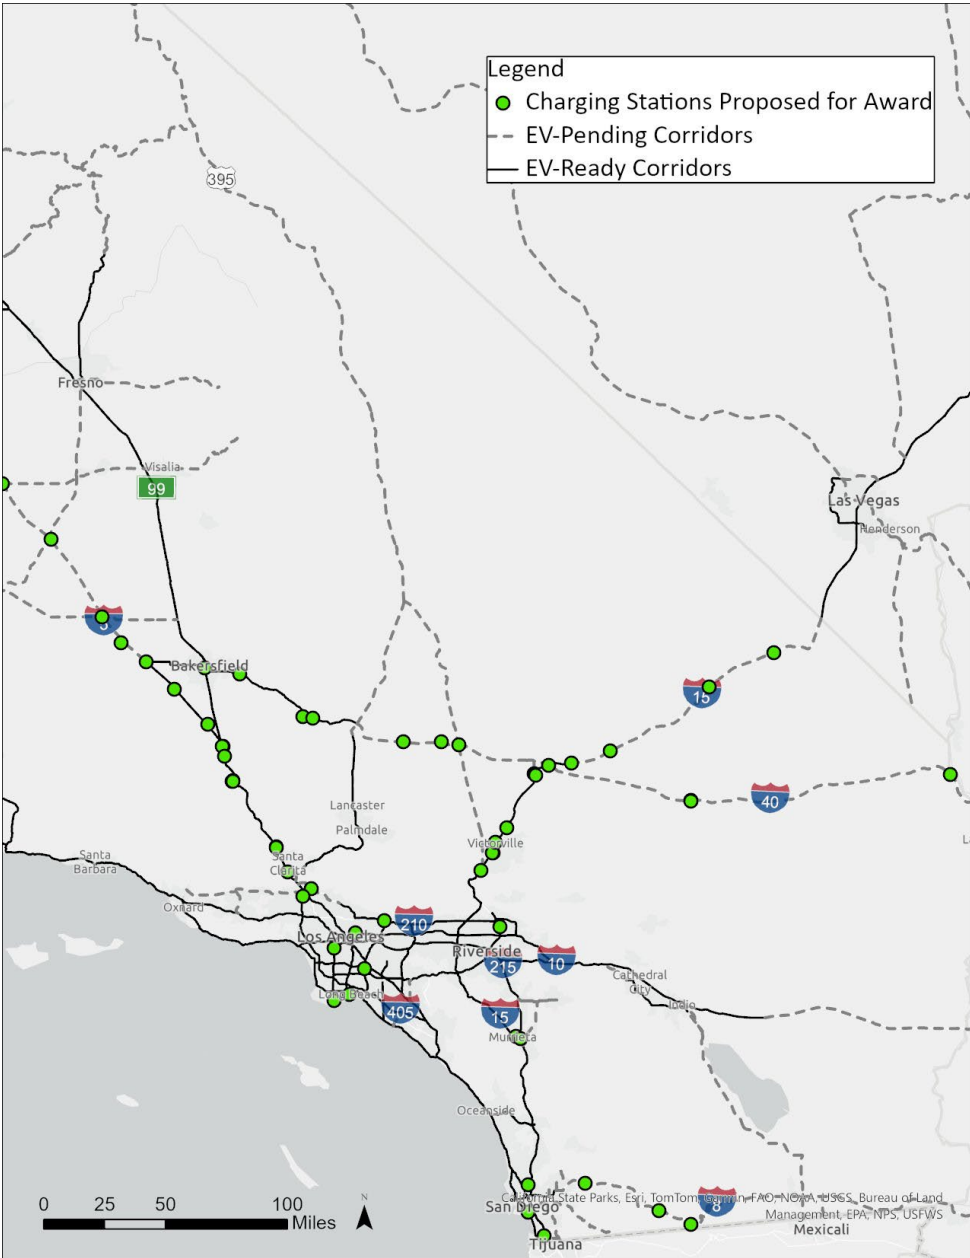 Legend
Charging Stations Proposed for Award
EV-Pending Corridors
EV-Ready Corridors
395
Fresno
Visalia
99
Las Vegas
Henderson
5
Bakersfield
15
40
Lancaster
Palmdale
Victorville
Santa
Barbara
Santa
Clarita
Oxnard
210
Los Angeles
Riverside
215
10
Cathedral
City
Long Beach
Indio
405
15
Murrieta
Oceanside
California State Parks, Esri, TomTom, Garmin, FAO, NOAA, USGS, Bureau of Land
Management, EPA, NPS, USFWS
8
San Diego
Mexicali
Tijuana
0 25 50 100
Miles
N